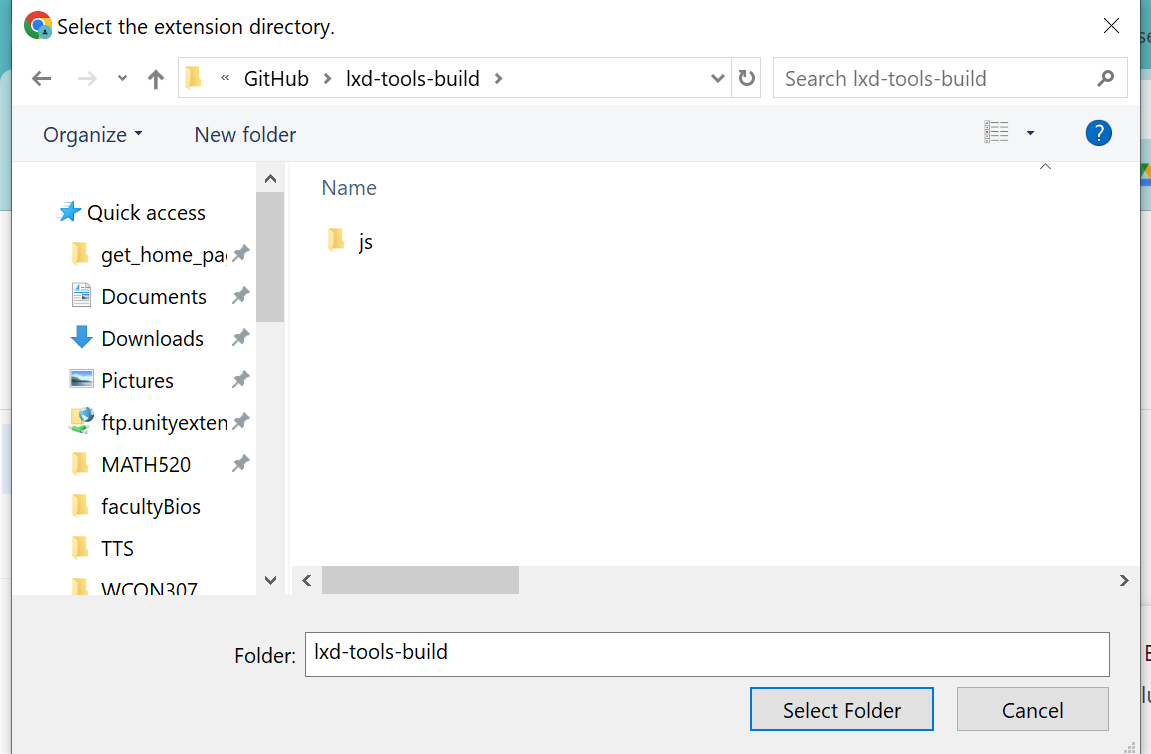 Select the extension directory.
« GitHub > lxd-tools-build >
Search lxd-tools-build
Organize
New folder
?
Name
js
Quick access
get_home_pa
Documents
Downloads
Pictures
ftp.unityexten
MATH520
facultyBios
TTS
WCON307
Folder: lxd-tools-build
Select Folder
Cancel